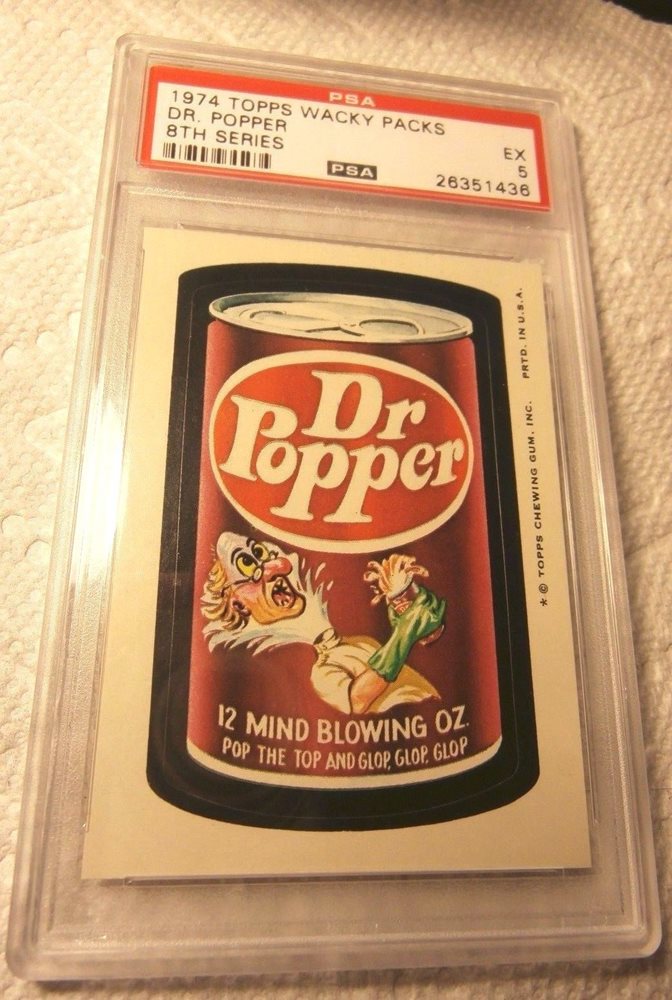 PSA
1974 TOPPS WACKY PACKS
DR. POPPER
8TH SERIES
EX
5
PSA
26351436
Dr
Popper
12 MIND BLOWING OZ.
POP THE TOP AND GLOP, GLOP, GLOP
* © TOPPS CHEWING GUM, INC. PRTD. IN U.S.A.